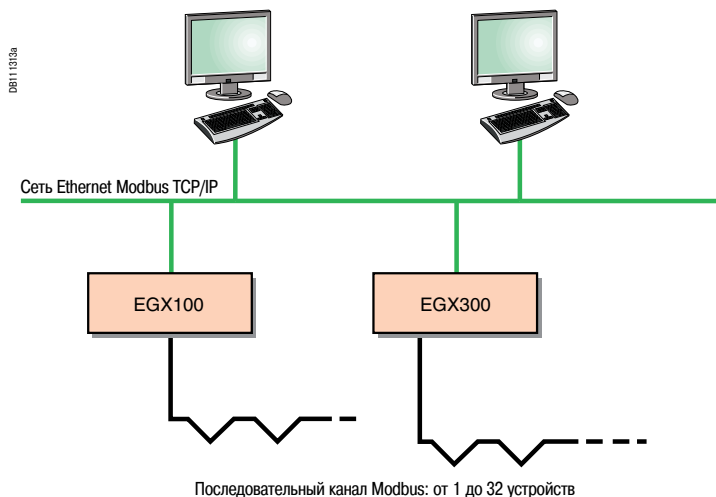 DB111313a
Сеть Ethernet Modbus TCP/IP
EGX100
EGX300
Последовательный канал Modbus: от 1 до 32 устройств